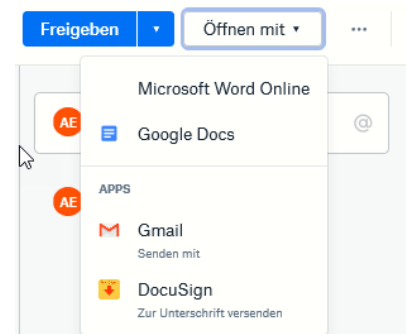 Freigeben
Öffnen mit
Microsoft Word Online
AE
@
Google Docs
APPS
AE
Gmail
Senden mit
DocuSign
Zur Unterschrift versenden